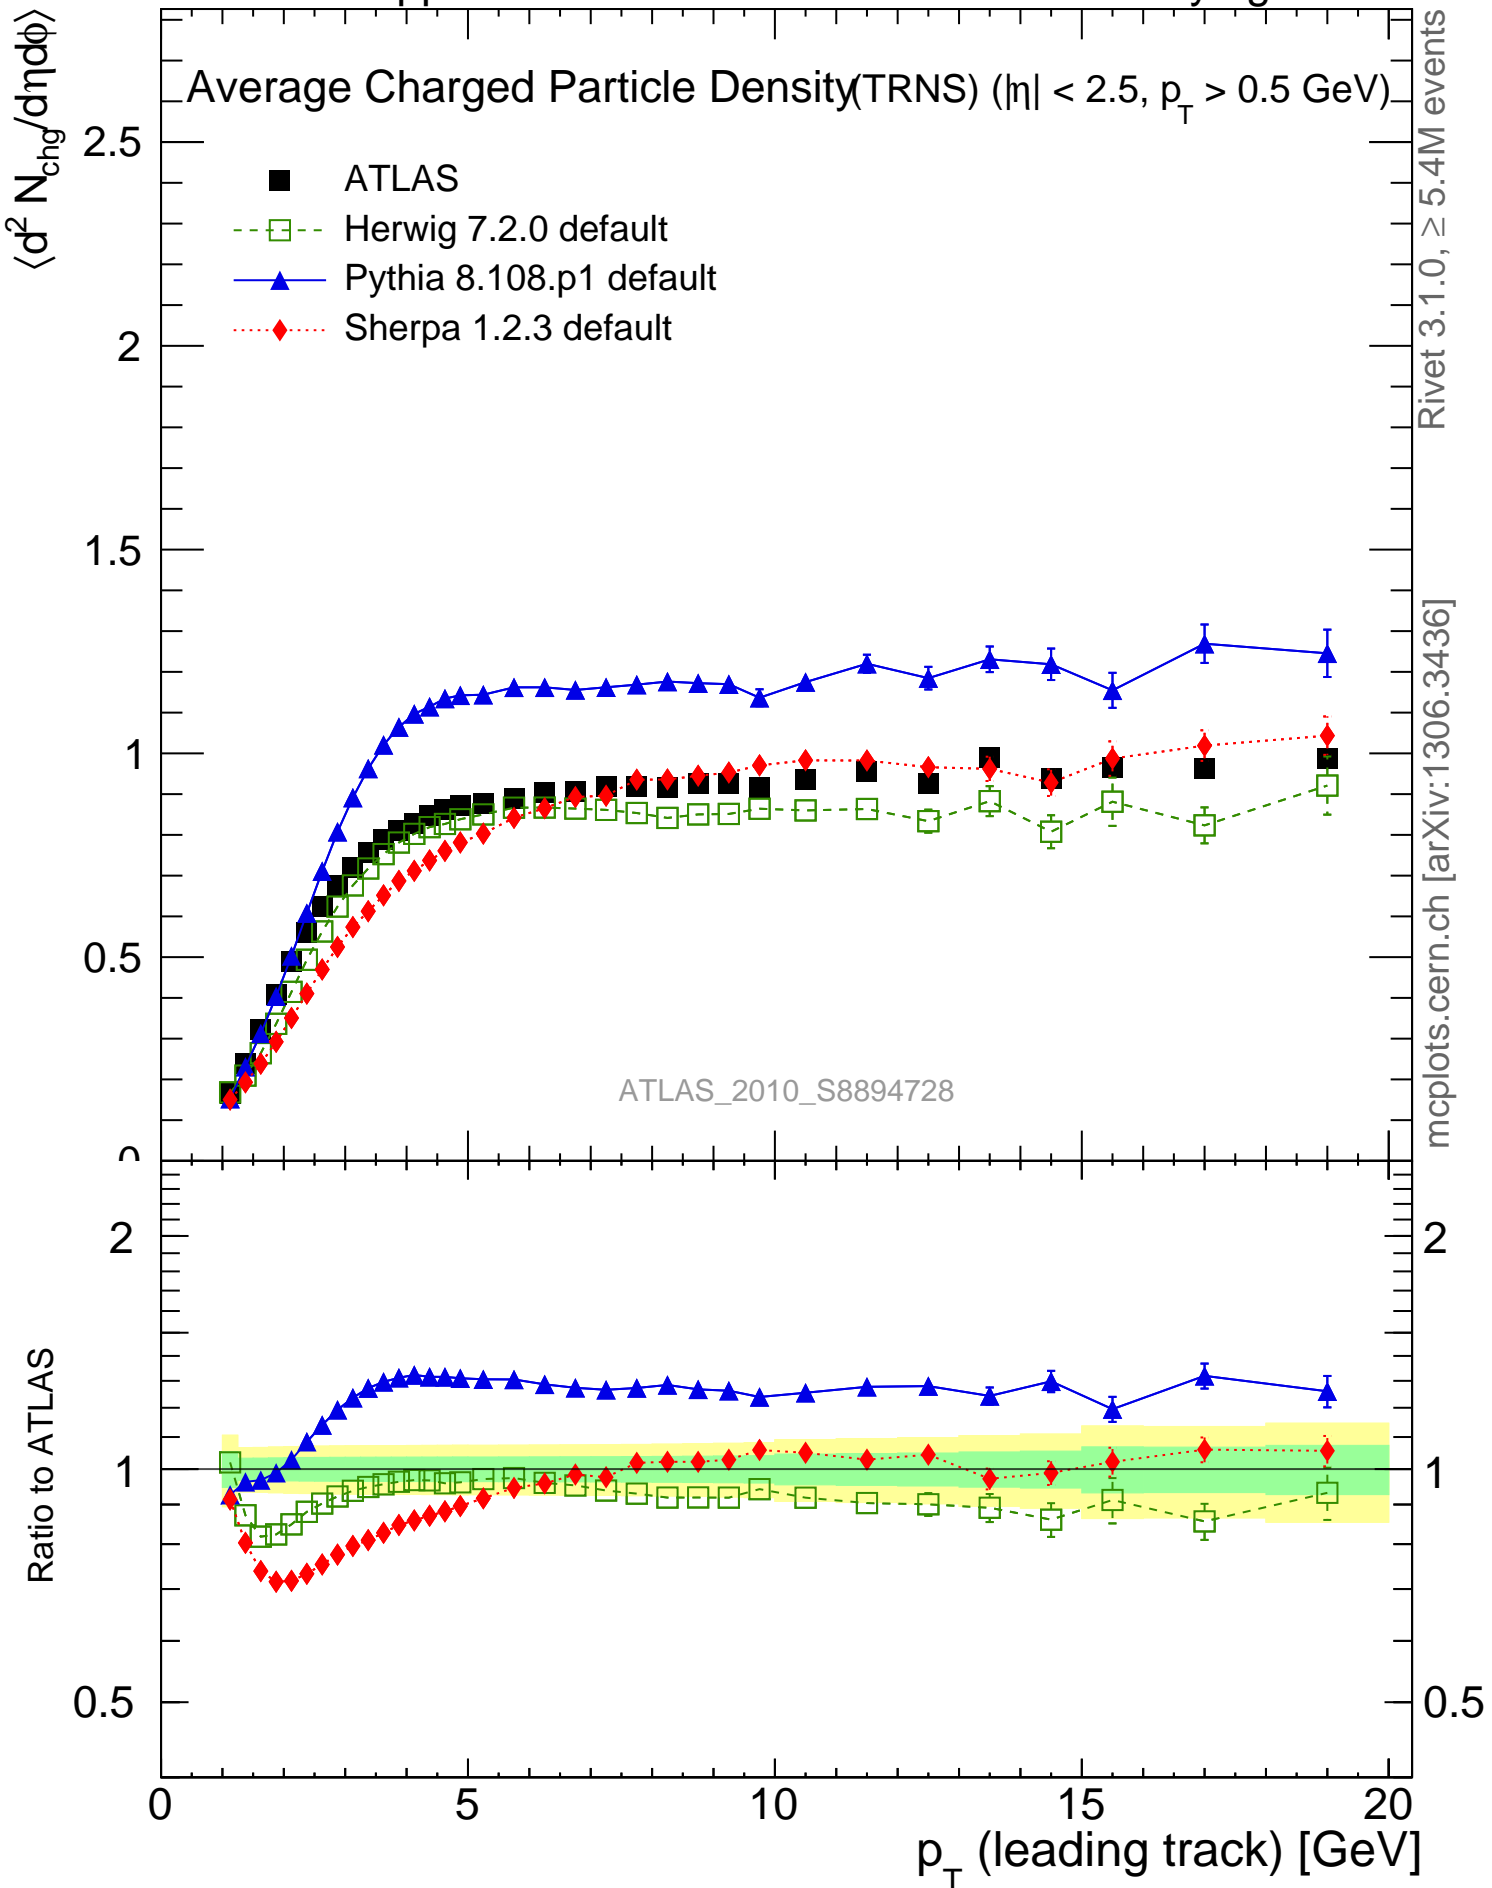 Average Charged Particle Density(TRNS) (|η| < 2.5, p_T > 0.5 GeV)
⟨d² N_chg/dηdϕ⟩
ATLAS
Herwig 7.2.0 default
Pythia 8.108.p1 default
Sherpa 1.2.3 default
2.5
2
1.5
1
0.5
0
ATLAS_2010_S8894728
Rivet 3.1.0, ≥ 5.4M events
mcplots.cern.ch [arXiv:1306.3436]
Ratio to ATLAS
2 2
1 1
0.5 0.5
0 5 10 15 20
p_T (leading track) [GeV]